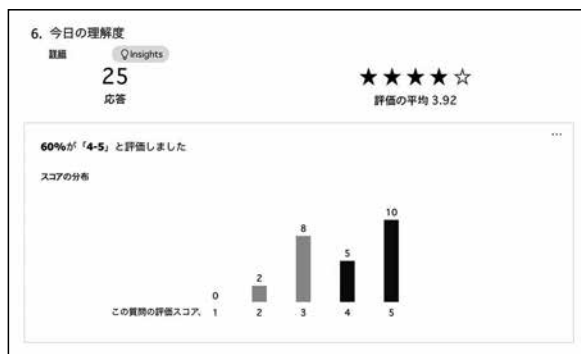 6. 今日の理解度
詳細 Insights
25
応答
★★★★☆
評価の平均 3.92
60%が「4-5」と評価しました
スコアの分布
0 2 8 5 10
この質問の評価スコア、 1 2 3 4 5